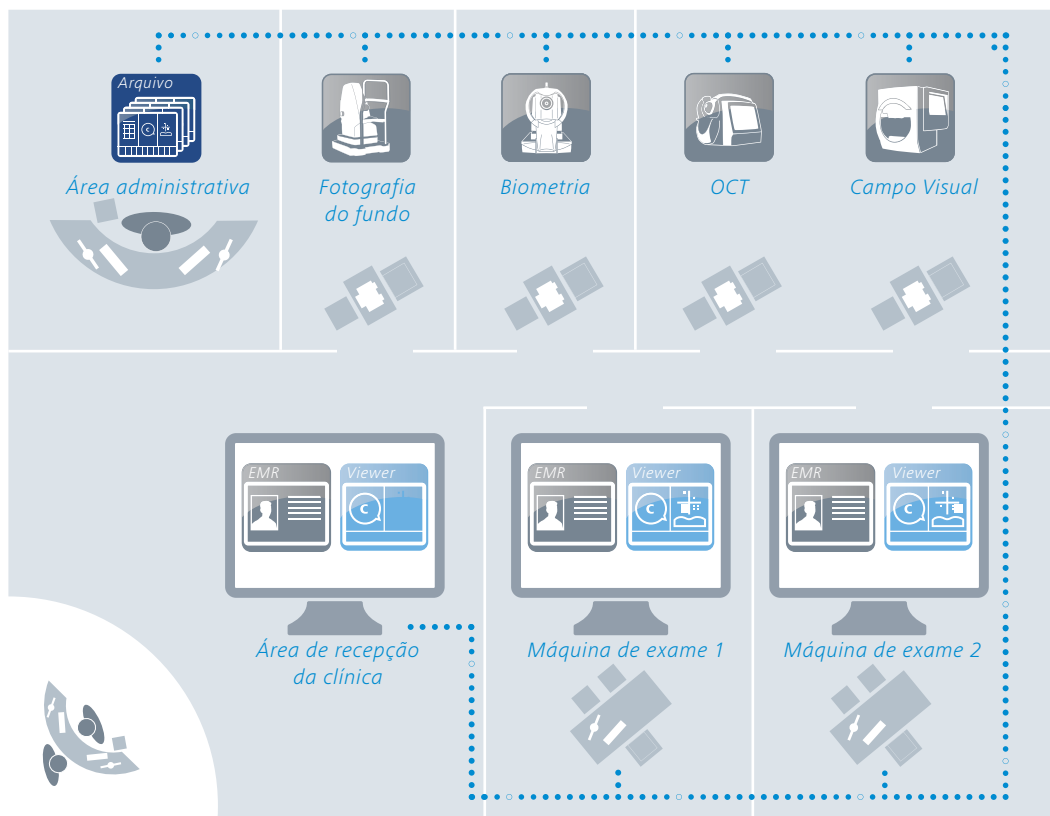 Arquivo
C
Área administrativa
Fotografia
do fundo
Biometria
OCT
Campo Visual
EMR
Viewer
C
EMR
Viewer
C
EMR
Viewer
C
Área de recepção
da clínica
Máquina de exame 1
Máquina de exame 2